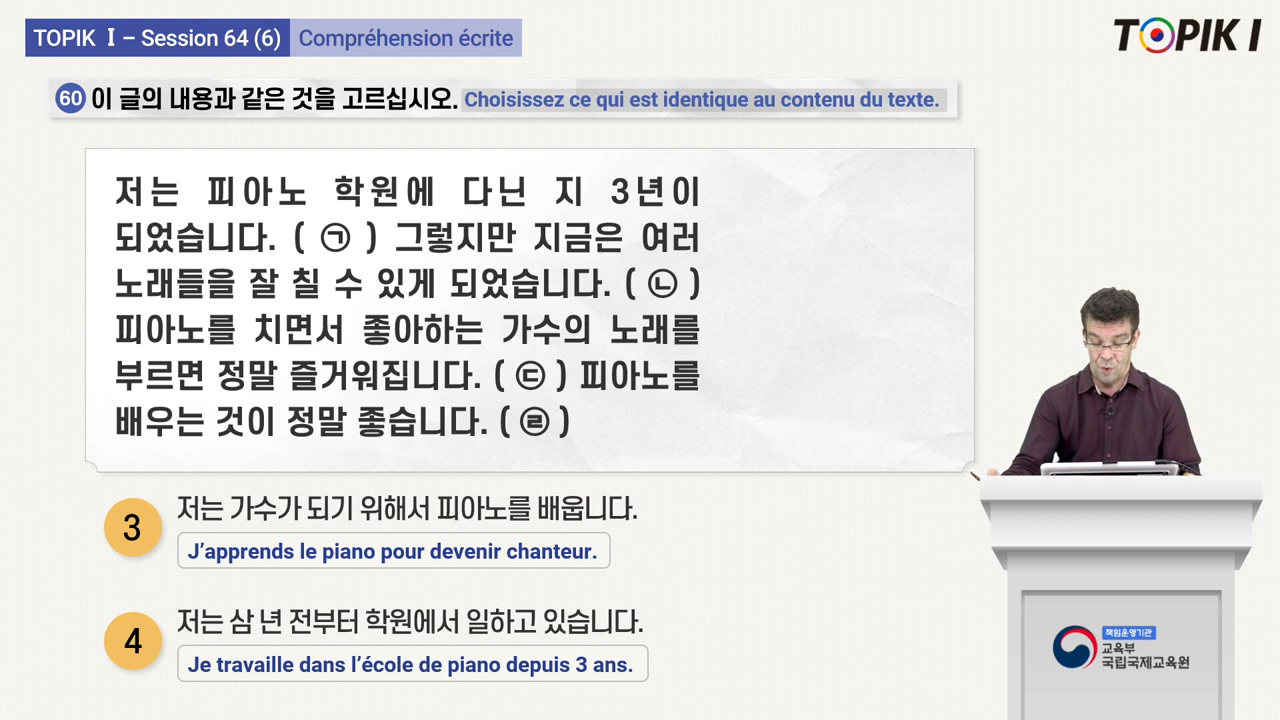 TOPIK Ⅰ – Session 64 (6) Compréhension écrite
TOPIK I
60 이 글의 내용과 같은 것을 고르십시오. Choisissez ce qui est identique au contenu du texte.
저는 피아노 학원에 다닌 지 3년이
되었습니다. ( ㉠ ) 그렇지만 지금은 여러
노래들을 잘 칠 수 있게 되었습니다. ( ㉡ )
피아노를 치면서 좋아하는 가수의 노래를
부르면 정말 즐거워집니다. ( ㉢ ) 피아노를
배우는 것이 정말 좋습니다. ( ㉣ )
3 저는 가수가 되기 위해서 피아노를 배웁니다.
J’apprends le piano pour devenir chanteur.
4 저는 삼 년 전부터 학원에서 일하고 있습니다.
Je travaille dans l’école de piano depuis 3 ans.
책임운영기관
교육부
국립국제교육원